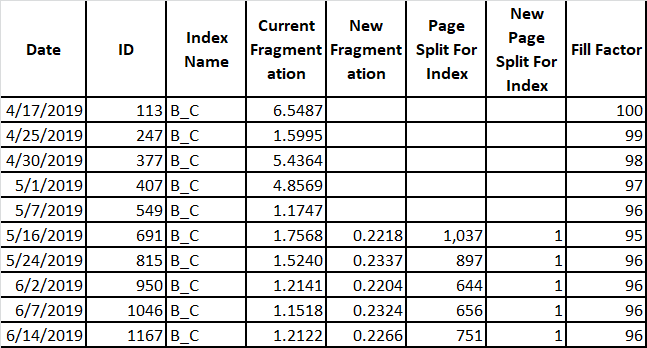 Date ID Index Name Current Fragmentation New Fragmentation Page Split For Index New Page Split For Index Fill Factor
4/17/2019 113 B_C 6.5487 100
4/25/2019 247 B_C 1.5995 99
4/30/2019 377 B_C 5.4364 98
5/1/2019 407 B_C 4.8569 97
5/7/2019 549 B_C 1.1747 96
5/16/2019 691 B_C 1.7568 0.2218 1,037 1 95
5/24/2019 815 B_C 1.5240 0.2337 897 1 96
6/2/2019 950 B_C 1.2141 0.2204 644 1 96
6/7/2019 1046 B_C 1.1518 0.2324 656 1 96
6/14/2019 1167 B_C 1.2122 0.2266 751 1 96